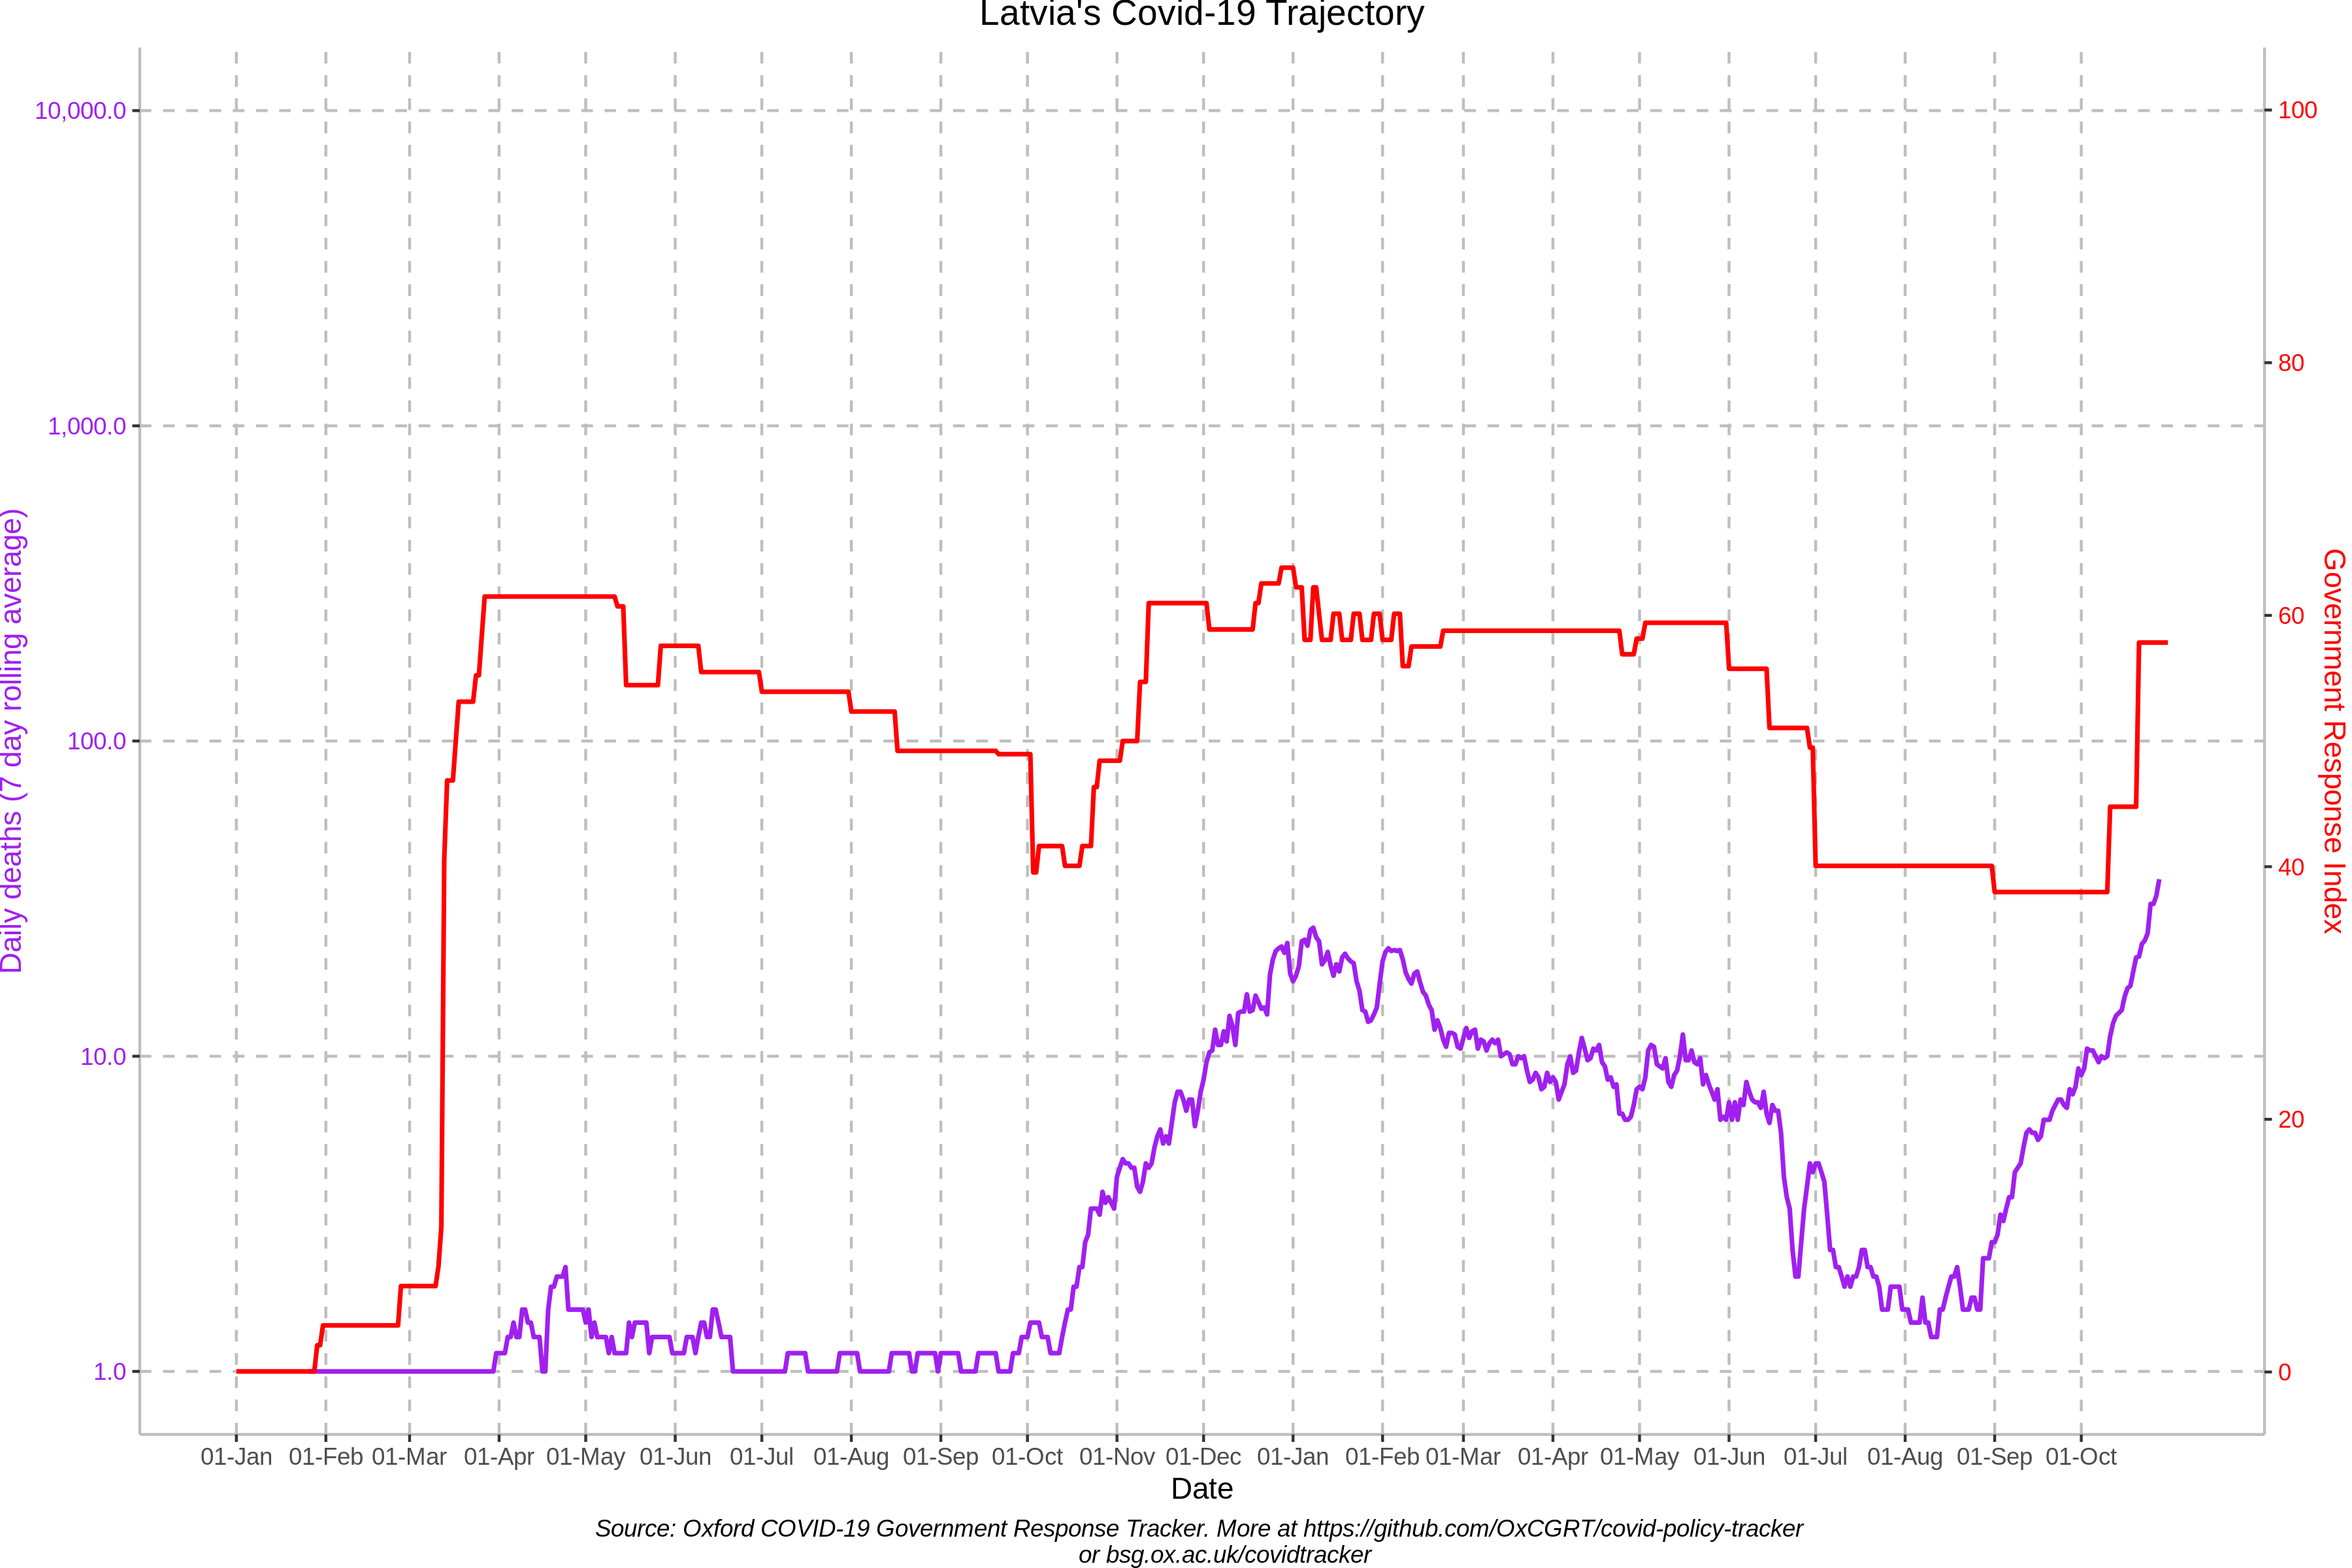 Latvia's Covid-19 Trajectory
10,000.0
1,000.0
100.0
10.0
1.0
Daily deaths (7 day rolling average)
100
80
60
40
20
0
Government Response Index
01-Jan 01-Feb 01-Mar 01-Apr 01-May 01-Jun 01-Jul 01-Aug 01-Sep 01-Oct 01-Nov 01-Dec 01-Jan 01-Feb 01-Mar 01-Apr 01-May 01-Jun 01-Jul 01-Aug 01-Sep 01-Oct
Date
Source: Oxford COVID-19 Government Response Tracker. More at https://github.com/OxCGRT/covid-policy-tracker
or bsg.ox.ac.uk/covidtracker